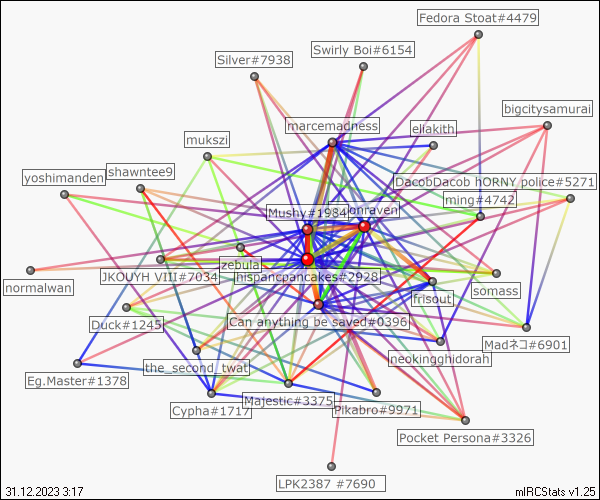 Fedora Stoat#4479
Swirly Boi#6154
Silver#7938
bigcitysamurai
marcemadness
eliakith
mukszi
shawntee9
yoshimanden
DacobDacob hORNY police#5271
ming#4742
Mushy#1984
zebula
JKOUYH VIII#7034
hispancpancakes#2928
normalwan
somass
frisout
Duck#1245
Can anything be saved#0396
Madネコ#6901
neokingghidorah
the_second_twat
Eg.Master#1378
Majestic#3375
Cypha#1717
Pikabro#9971
Pocket Persona#3326
LPK2387 #7690
31.12.2023 3:17
mIRCStats v1.25